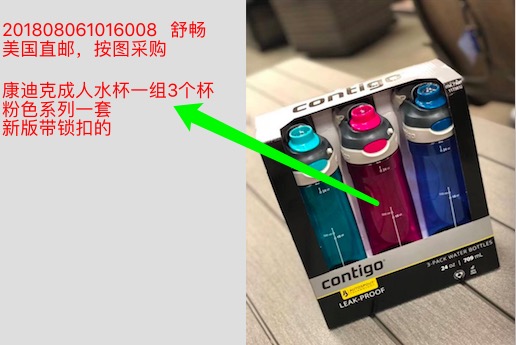 201808061016008 舒畅
美国直邮，按图采购
康迪克成人水杯一组3个杯
粉色系列一套
新版带锁扣的
contigo
contigo
3-PACK WATER BOTTLES
24 oz | 709 mL
AUTOSPOUT
LEAK-PROOF